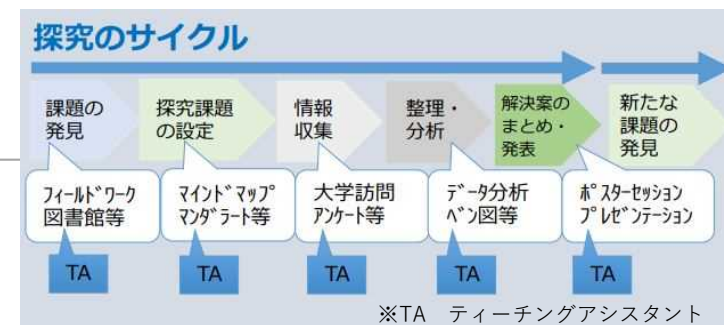 探究のサイクル
課題の
発見
探究課題
の設定
情報
収集
整理・
分析
解決案の
まとめ・
発表
新たな
課題の
発見
ﾌｨｰﾙﾄﾞﾜｰｸ
図書館等
ﾏｲﾝﾄﾞﾏｯﾌﾟ
ﾏﾝﾀﾞﾗｰﾄ等
大学訪問
ｱﾝｹｰﾄ等
ﾃﾞｰﾀ分析
ﾍﾞﾝ図等
ﾎﾟｽﾀｰｾｯｼｮﾝ
ﾌﾟﾚｾﾞﾝﾃｰｼｮﾝ
TA
TA
TA
TA
TA
※TA　ティーチングアシスタント